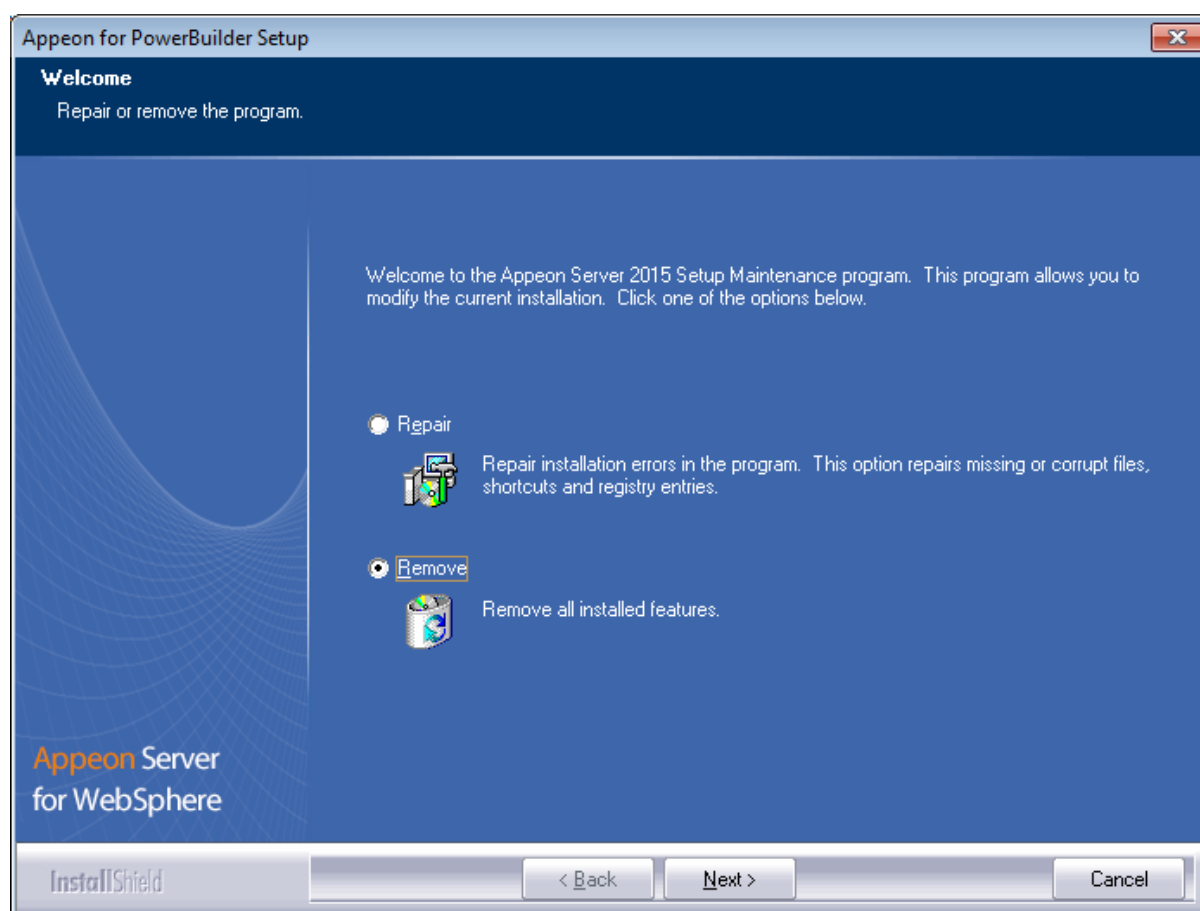 Appeon for PowerBuilder Setup
Welcome
Repair or remove the program.
Welcome to the Appeon Server 2015 Setup Maintenance program. This program allows you to
modify the current installation. Click one of the options below.
Repair
Repair installation errors in the program. This option repairs missing or corrupt files,
shortcuts and registry entries.
Remove
Remove all installed features.
Appeon Server
for WebSphere
InstallShield
< Back
Next >
Cancel